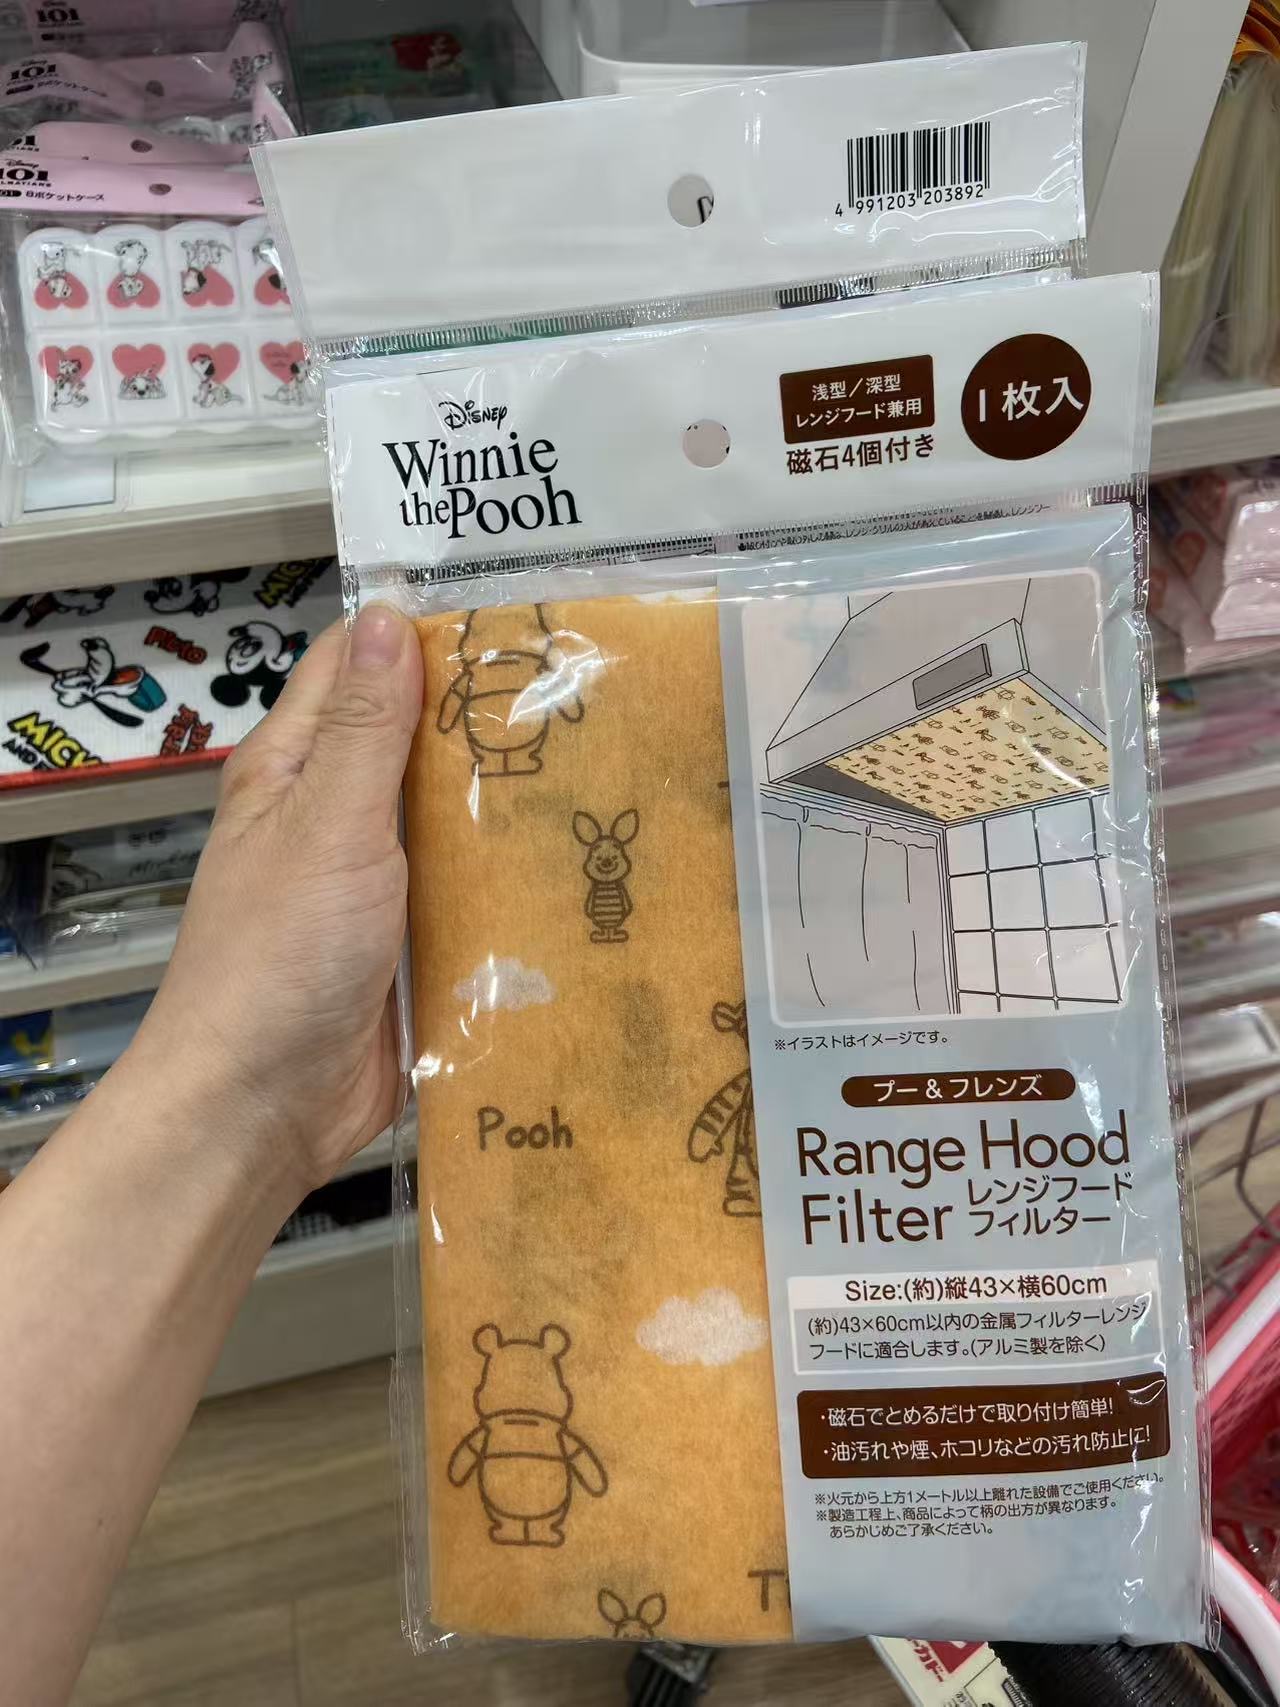 Disney
101
8ポケットケース
4 991203 203892
Disney
Winnie
the Pooh
浅型/深型
レンジフード兼用
磁石4個付き
1枚入
Pluto
MICKEY
Pooh
※イラストはイメージです。
プー&フレンズ
Range Hood
Filter
レンジフード
フィルター
Size:(約)縦43×横60cm
(約)43×60cm以内の金属フィルターレンジ
フードに適合します。(アルミ製を除く)
・磁石でとめるだけで取り付け簡単!
・油汚れや煙、ホコリなどの汚れ防止に!
※火元から上方1メートル以上離れた設備でご使用ください。
※製造工程上、商品によって柄の出方が異なります。
あらかじめご了承ください。